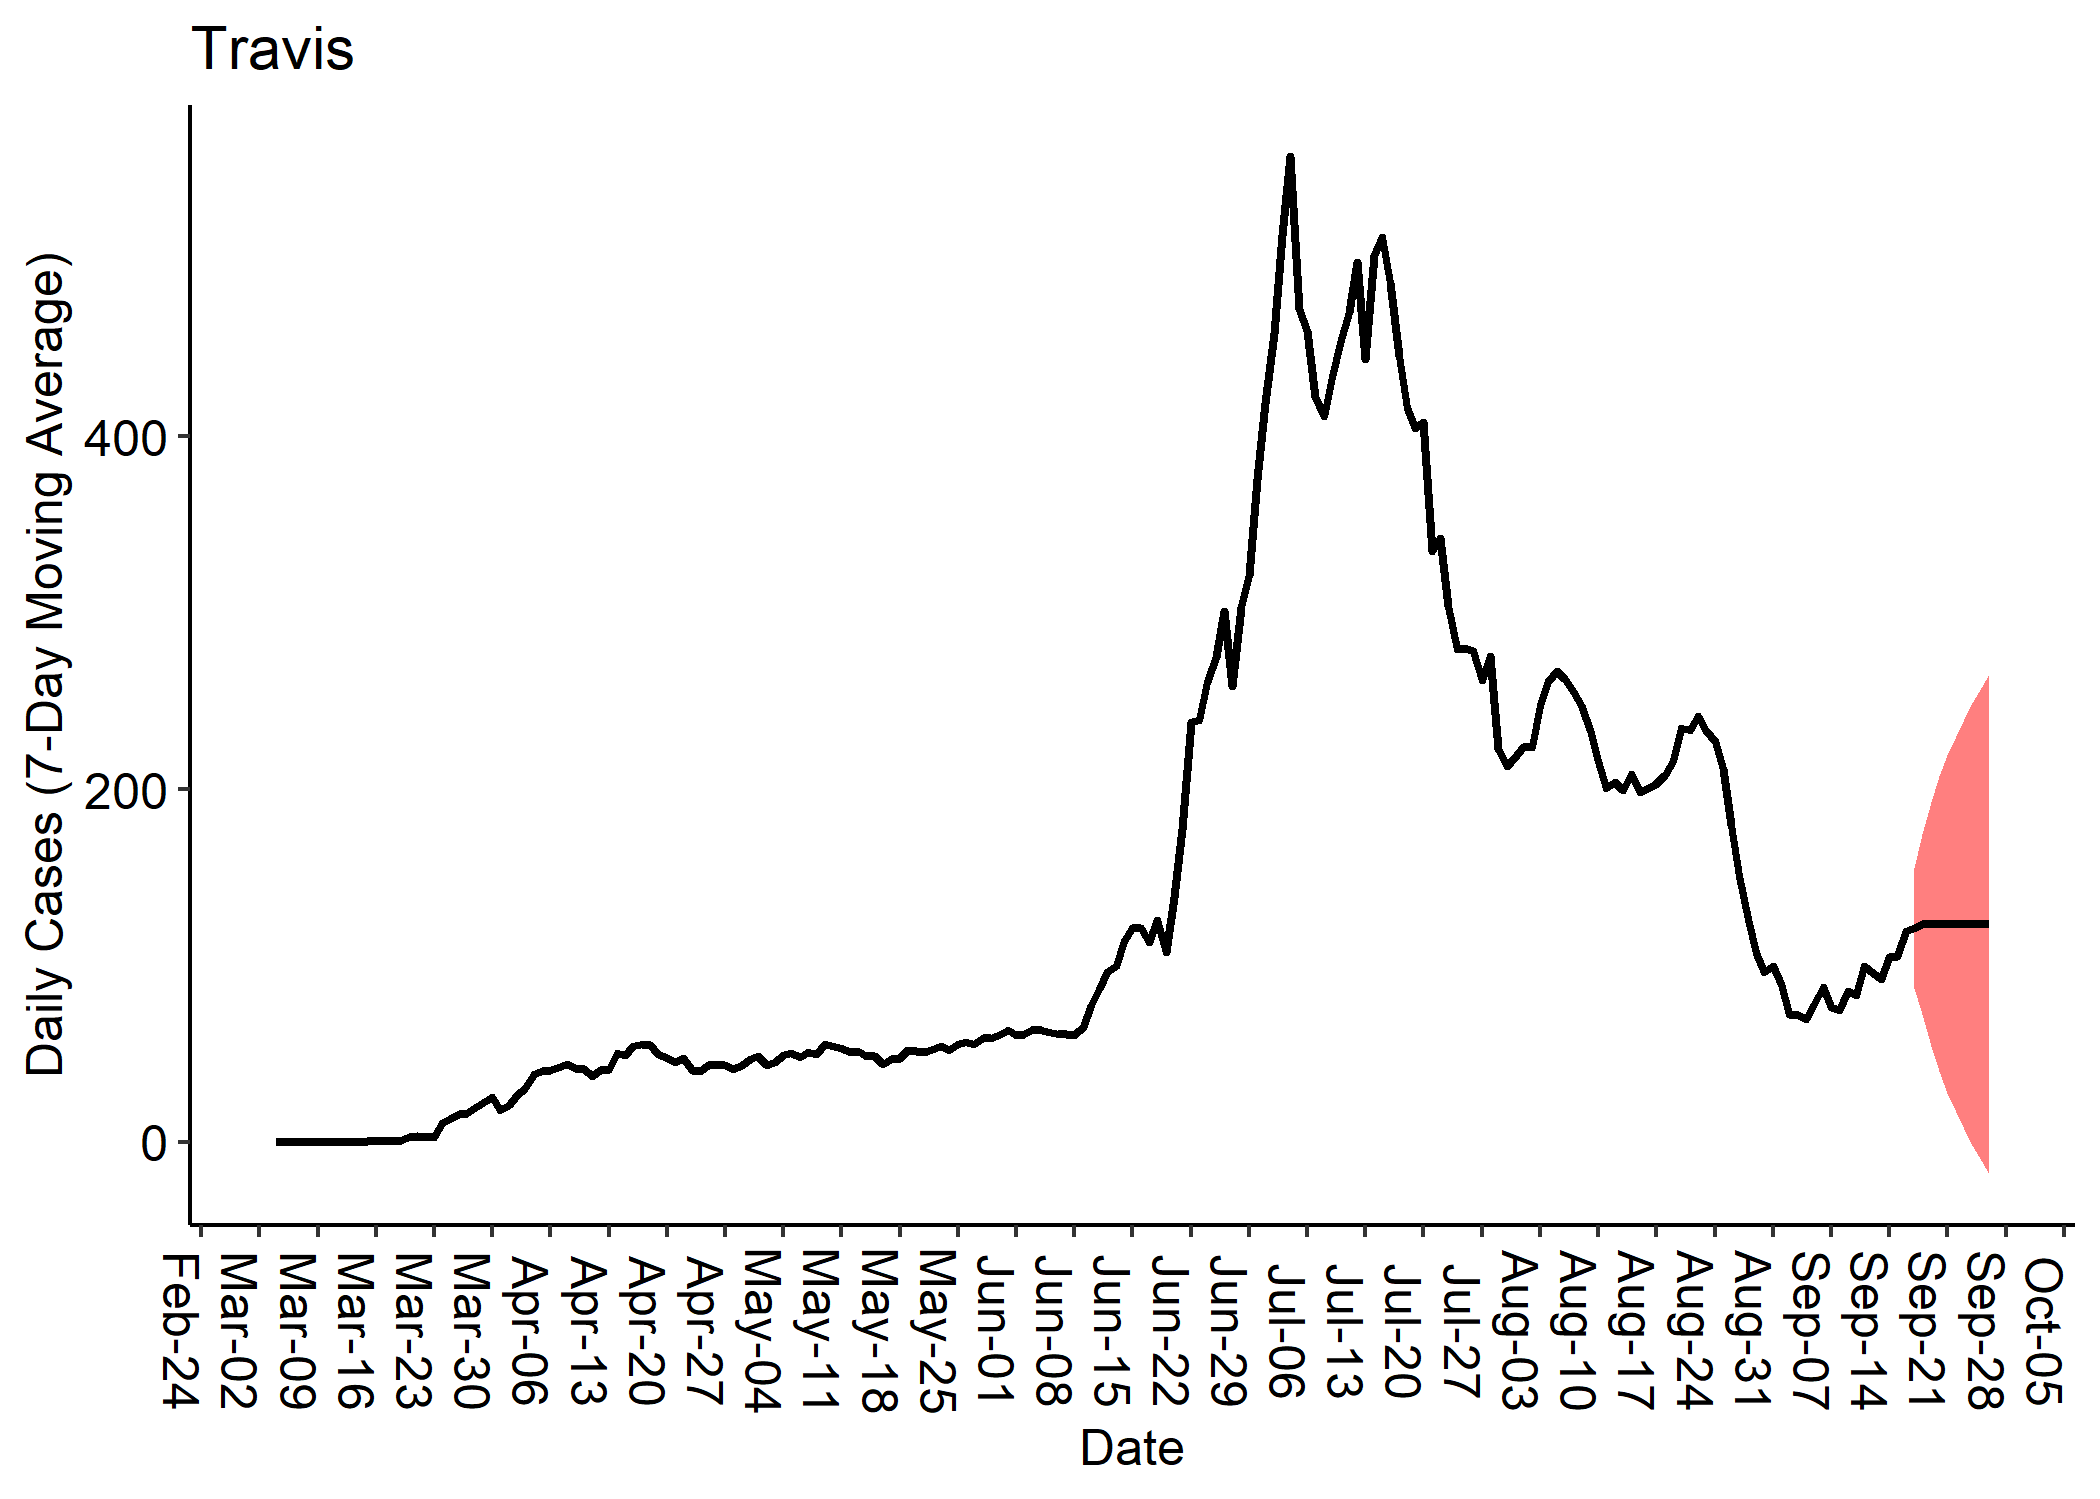 Travis
Daily Cases (7-Day Moving Average)
400
200
0
Feb-24
Mar-02
Mar-09
Mar-16
Mar-23
Mar-30
Apr-06
Apr-13
Apr-20
Apr-27
May-04
May-11
May-18
May-25
Jun-01
Jun-08
Jun-15
Jun-22
Jun-29
Jul-06
Jul-13
Jul-20
Jul-27
Aug-03
Aug-10
Aug-17
Aug-24
Aug-31
Sep-07
Sep-14
Sep-21
Sep-28
Oct-05
Date